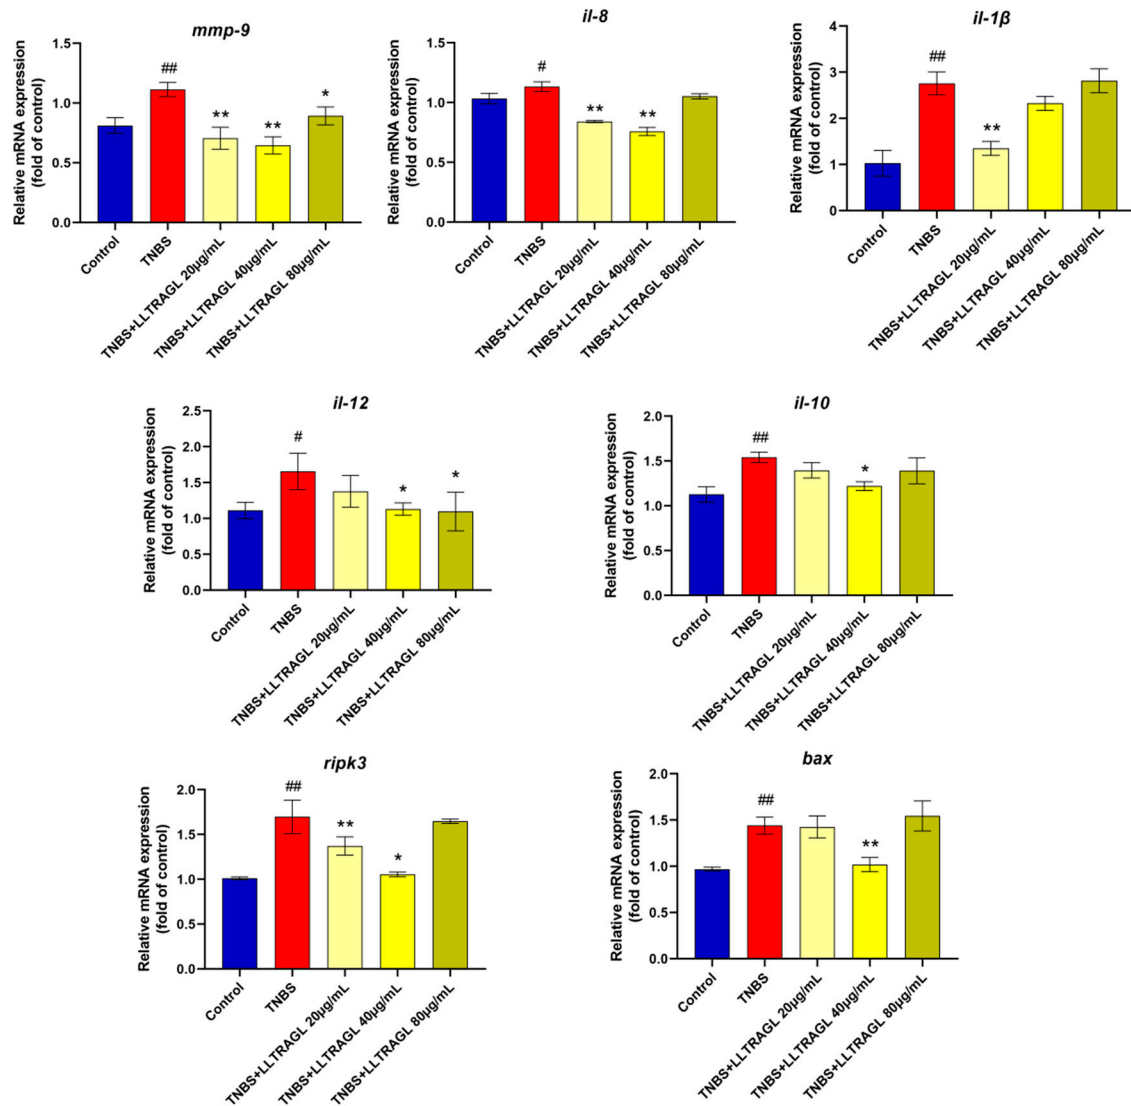 mmp-9
Relative mRNA expression
(fold of control)
1.5
1.0
0.5
0.0
##
**
**
*
Control
TNBS
TNBS+LLTRAGL 20μg/mL
TNBS+LLTRAGL 40μg/mL
TNBS+LLTRAGL 80μg/mL
il-8
Relative mRNA expression
(fold of control)
1.5
1.0
0.5
0.0
#
**
**
Control
TNBS
TNBS+LLTRAGL 20μg/mL
TNBS+LLTRAGL 40μg/mL
TNBS+LLTRAGL 80μg/mL
il-1β
Relative mRNA expression
(fold of control)
4
3
2
1
0
##
**
Control
TNBS
TNBS+LLTRAGL 20μg/mL
TNBS+LLTRAGL 40μg/mL
TNBS+LLTRAGL 80μg/mL
il-12
Relative mRNA expression
(fold of control)
2.5
2.0
1.5
1.0
0.5
0.0
#
*
*
Control
TNBS
TNBS+LLTRAGL 20μg/mL
TNBS+LLTRAGL 40μg/mL
TNBS+LLTRAGL 80μg/mL
il-10
Relative mRNA expression
(fold of control)
2.0
1.5
1.0
0.5
0.0
##
*
Control
TNBS
TNBS+LLTRAGL 20μg/mL
TNBS+LLTRAGL 40μg/mL
TNBS+LLTRAGL 80μg/mL
ripk3
Relative mRNA expression
(fold of control)
2.0
1.5
1.0
0.5
0.0
##
**
*
Control
TNBS
TNBS+LLTRAGL 20μg/mL
TNBS+LLTRAGL 40μg/mL
TNBS+LLTRAGL 80μg/mL
bax
Relative mRNA expression
(fold of control)
2.0
1.5
1.0
0.5
0.0
##
**
Control
TNBS
TNBS+LLTRAGL 20μg/mL
TNBS+LLTRAGL 40μg/mL
TNBS+LLTRAGL 80μg/mL